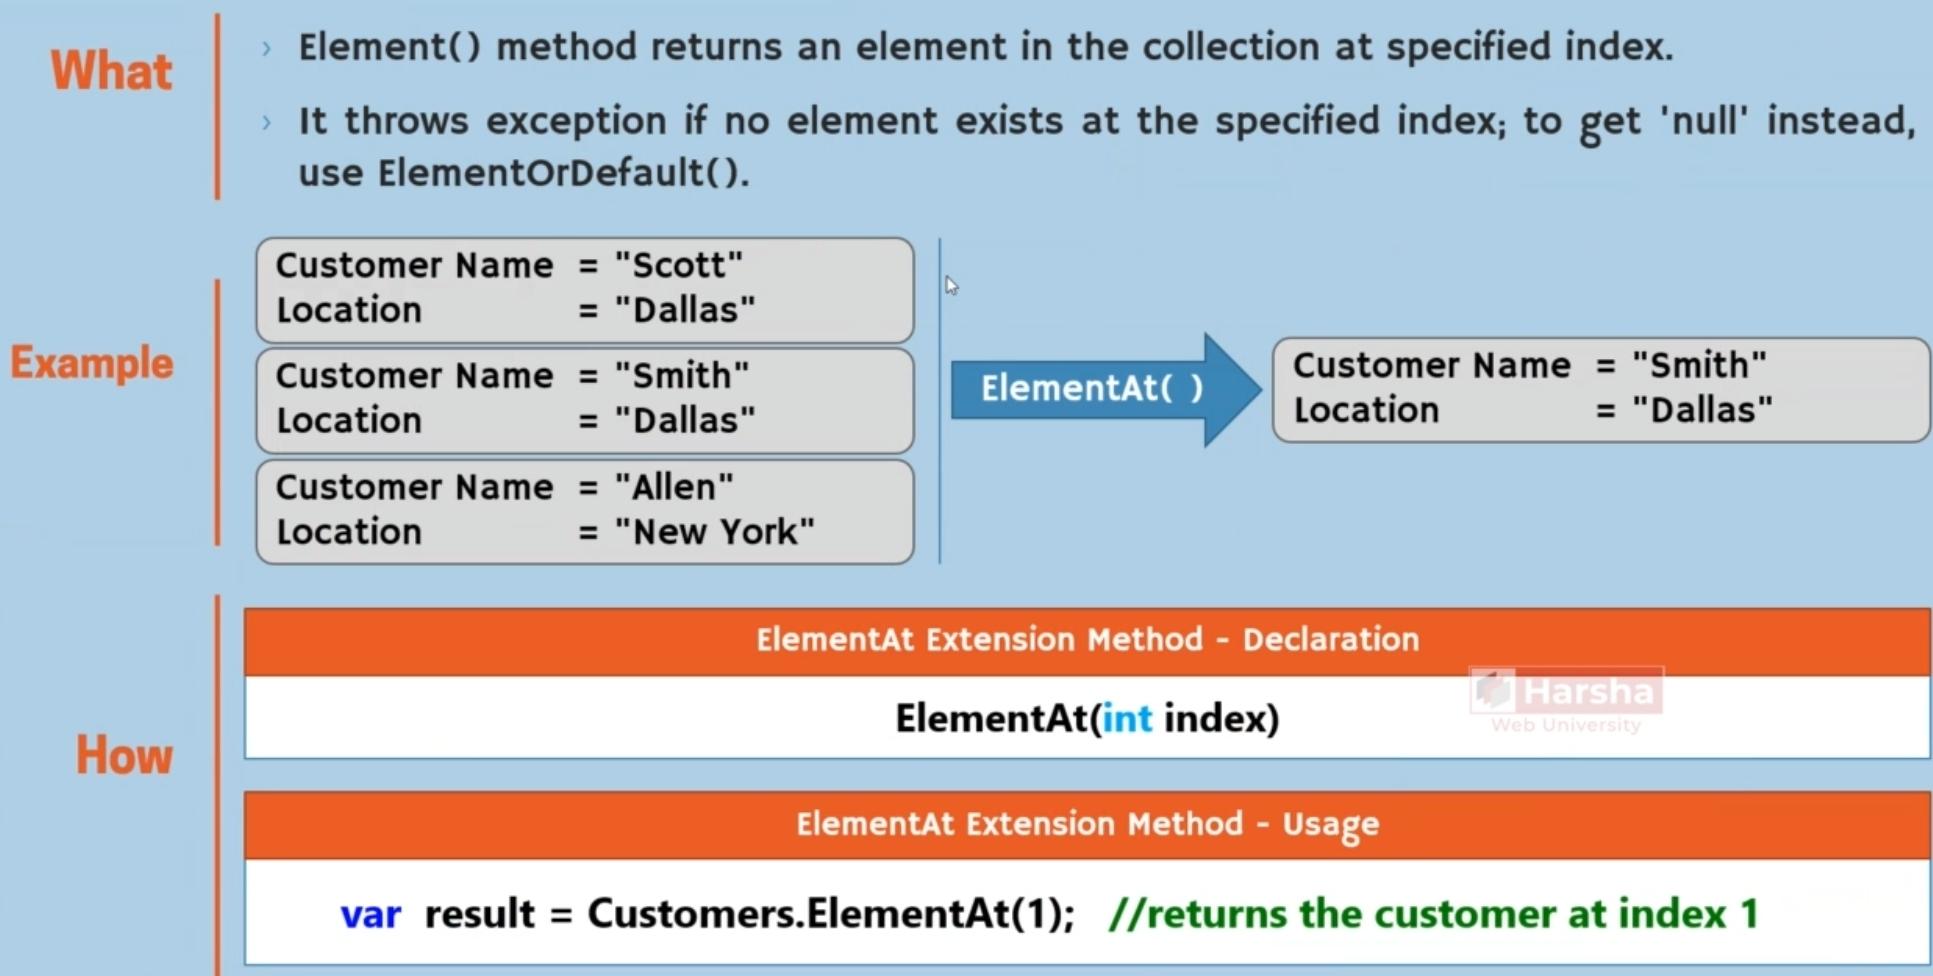 What
› Element() method returns an element in the collection at specified index.
› It throws exception if no element exists at the specified index; to get 'null' instead,
use ElementOrDefault().
Example
Customer Name = "Scott"
Location = "Dallas"
Customer Name = "Smith"
Location = "Dallas"
Customer Name = "Allen"
Location = "New York"
ElementAt( )
Customer Name = "Smith"
Location = "Dallas"
How
ElementAt Extension Method - Declaration
ElementAt(int index)
Harsha
Web University
ElementAt Extension Method - Usage
var result = Customers.ElementAt(1); //returns the customer at index 1